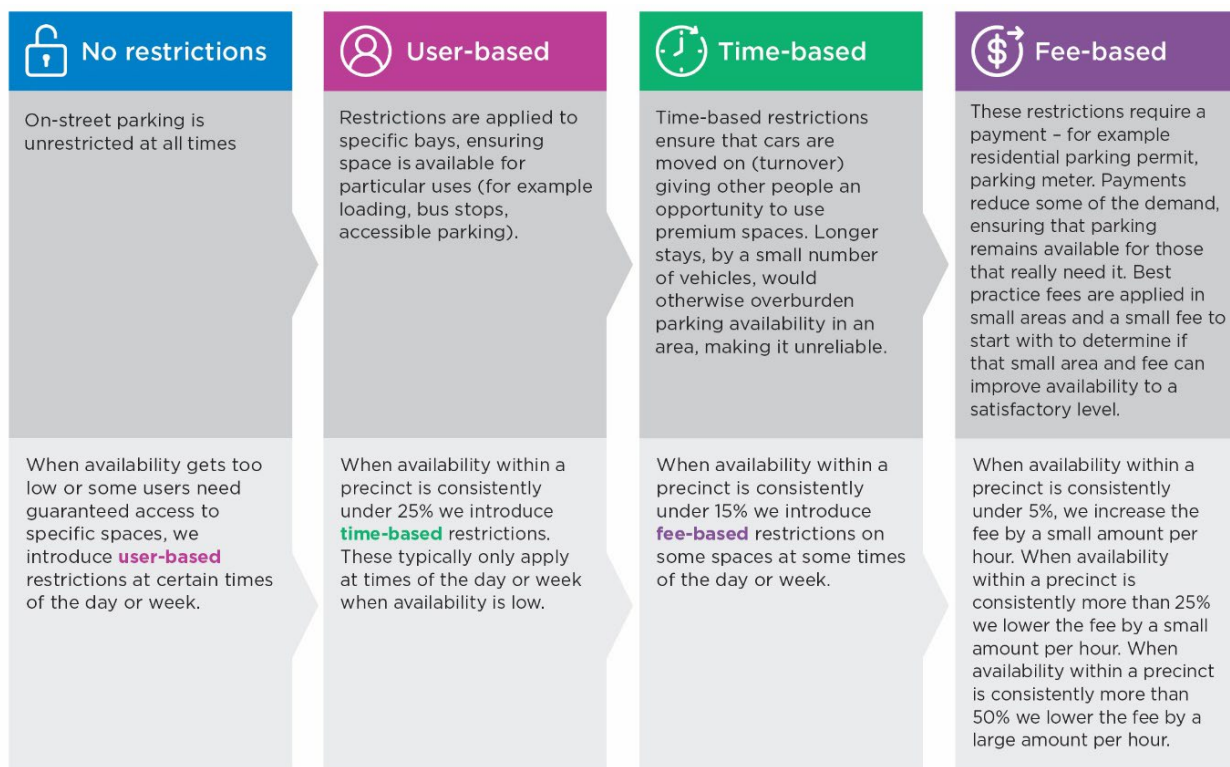 No restrictions
On-street parking is
unrestricted at all times
When availability gets too
low or some users need
guaranteed access to
specific spaces, we
introduce user-based
restrictions at certain times
of the day or week.
User-based
Restrictions are applied to
specific bays, ensuring
space is available for
particular uses (for example
loading, bus stops,
accessible parking).
When availability within a
precinct is consistently
under 25% we introduce
time-based restrictions.
These typically only apply
at times of the day or week
when availability is low.
Time-based
Time-based restrictions
ensure that cars are
moved on (turnover)
giving other people an
opportunity to use
premium spaces. Longer
stays, by a small number
of vehicles, would
otherwise overburden
parking availability in an
area, making it unreliable.
When availability within a
precinct is consistently
under 15% we introduce
fee-based restrictions on
some spaces at some times
of the day or week.
Fee-based
These restrictions require a
payment – for example
residential parking permit,
parking meter. Payments
reduce some of the demand,
ensuring that parking
remains available for those
that really need it. Best
practice fees are applied in
small areas and a small fee to
start with to determine if
that small area and fee can
improve availability to a
satisfactory level.
When availability within a
precinct is consistently
under 5%, we increase the
fee by a small amount per
hour. When availability
within a precinct is
consistently more than 25%
we lower the fee by a small
amount per hour. When
availability within a precinct
is consistently more than
50% we lower the fee by a
large amount per hour.